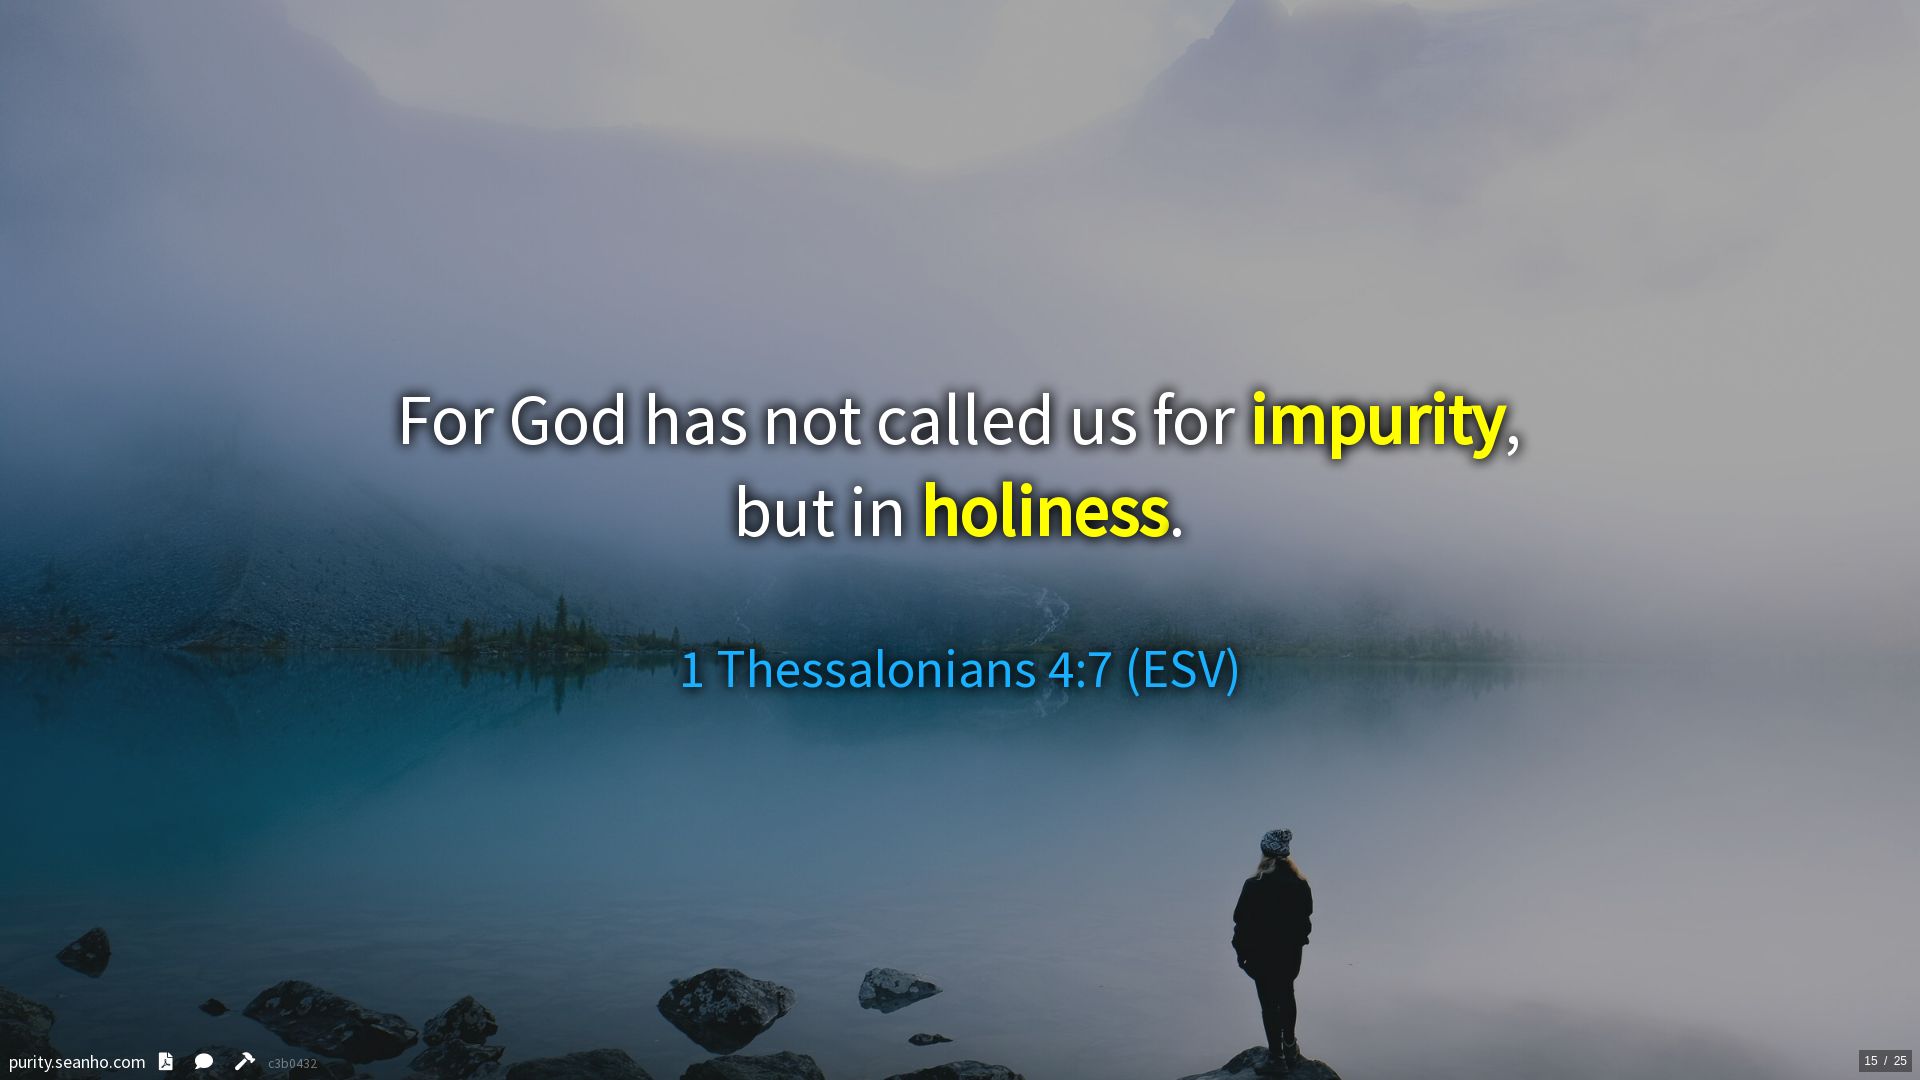 For God has not called us for impurity,
but in holiness.
1 Thessalonians 4:7 (ESV)
purity.seanho.com c3b0432
15 / 25